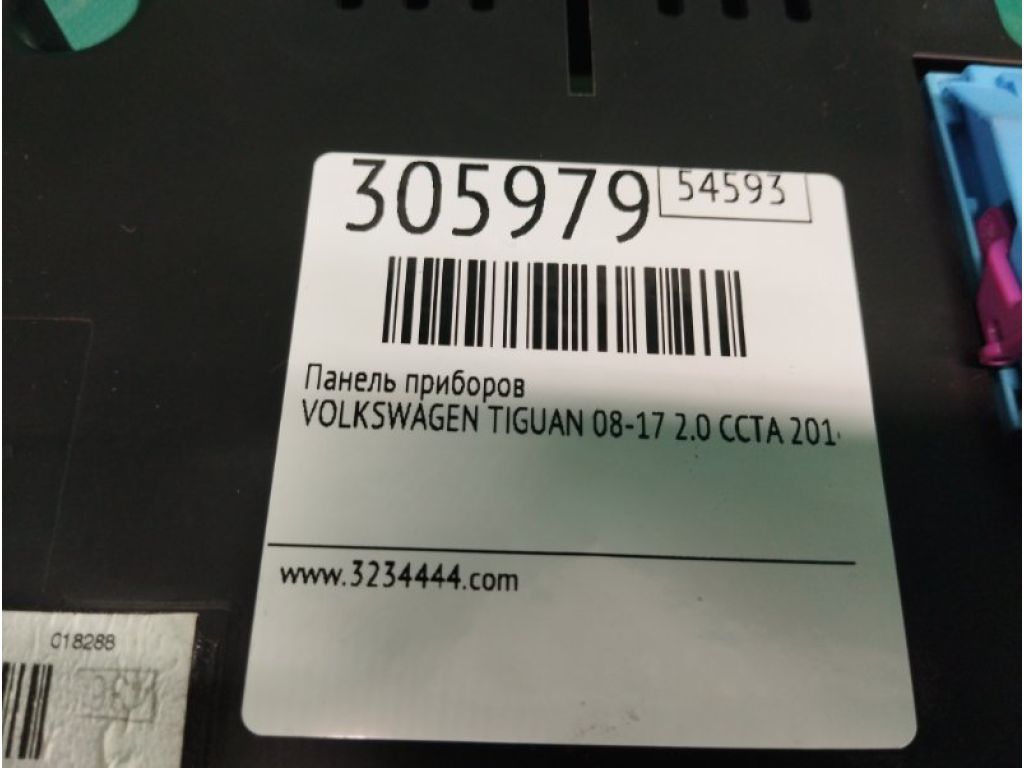 305979
54593
Панель приборов
VOLKSWAGEN TIGUAN 08-17 2.0 CCTA 201
www.3234444.com
018288